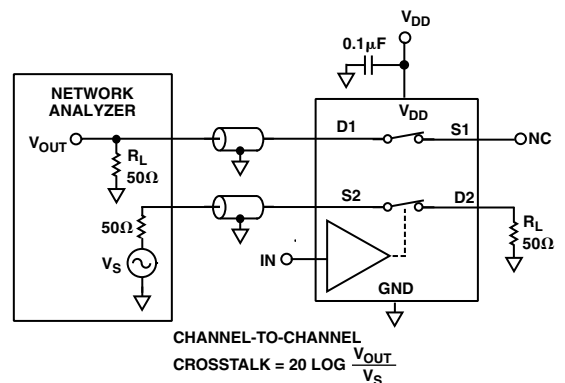 VDD
0.1μF
NETWORK
ANALYZER
VDD
VOUT
D1
S1
NC
RL
50Ω
S2
D2
50Ω
RL
50Ω
VS
IN
GND
CHANNEL-TO-CHANNEL
CROSSTALK = 20 LOG VOUT
VS